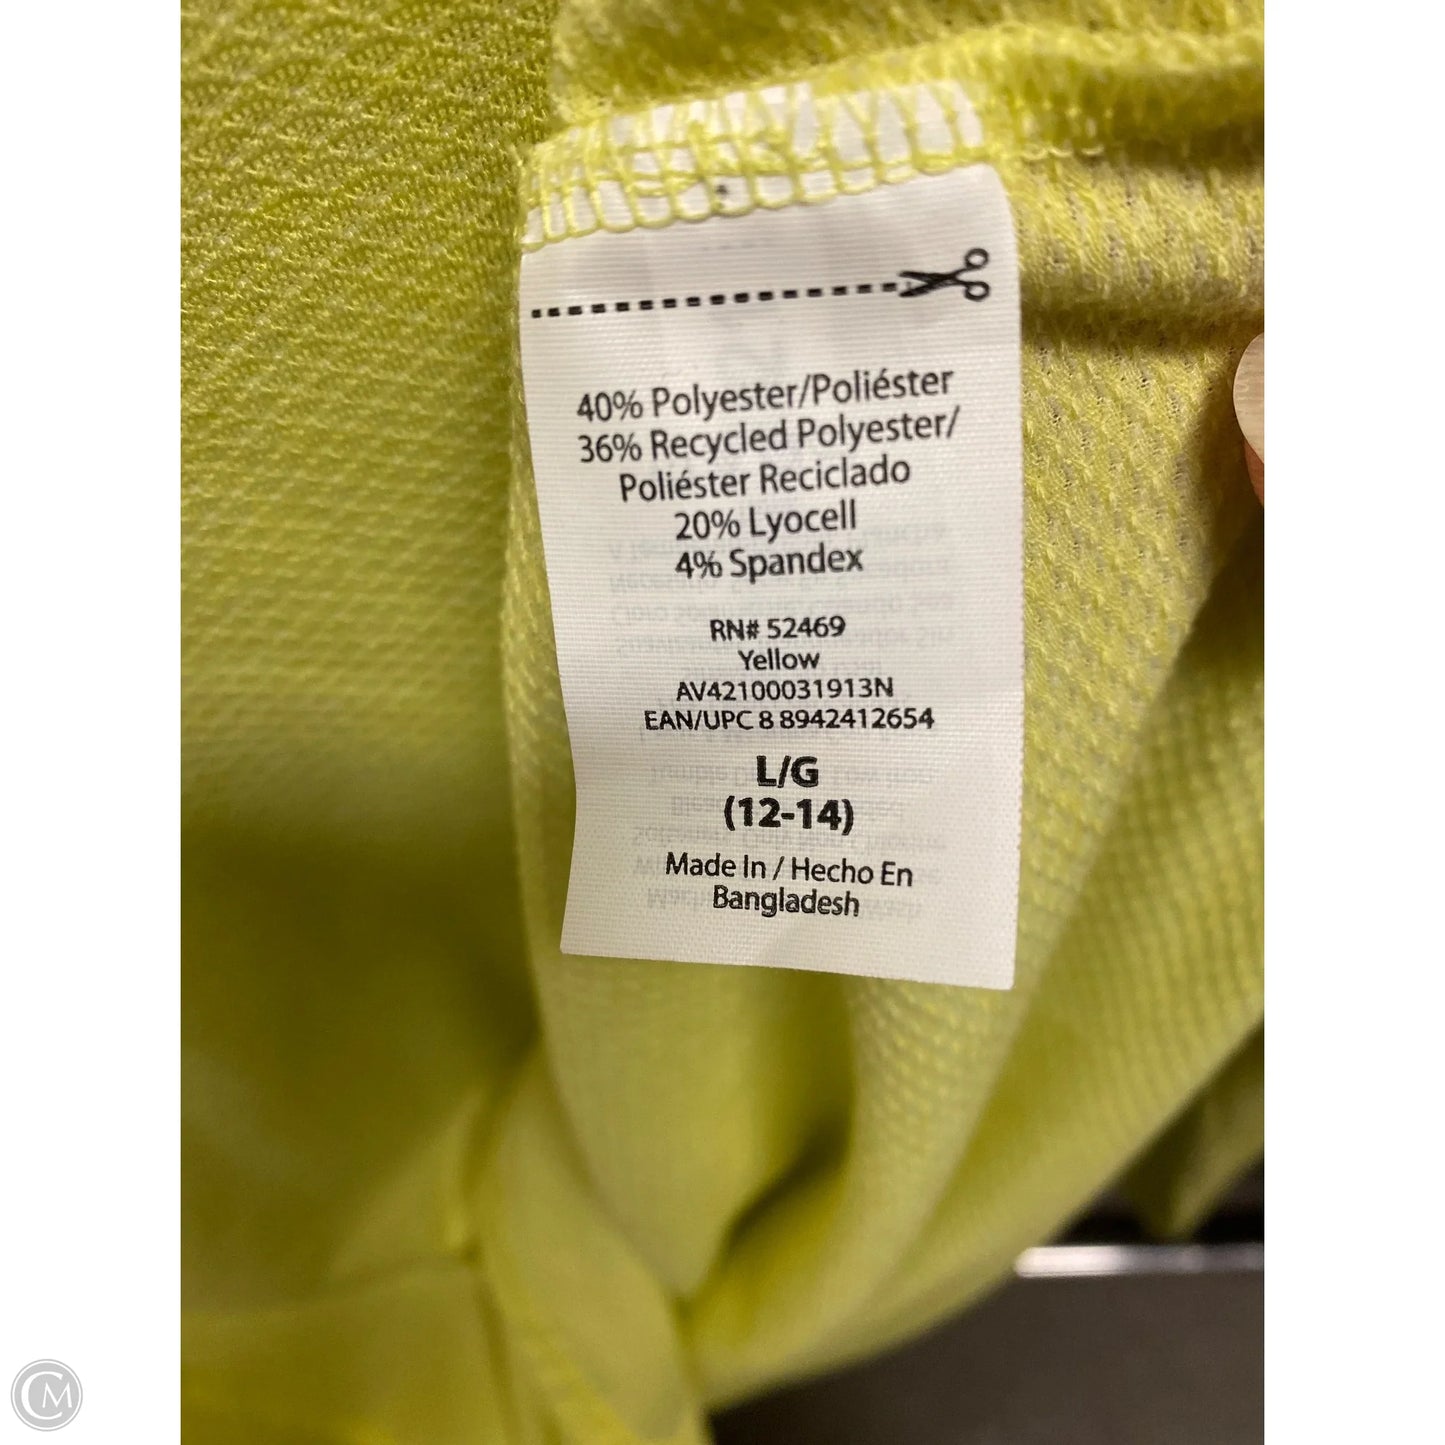 40% Polyester/Poliéster
36% Recycled Polyester/
Poliéster Reciclado
20% Lyocell
4% Spandex
RN# 52469
Yellow
AV42100031913N
EAN/UPC 8 8942412654
L/G
(12-14)
Made In / Hecho En
Bangladesh
CM